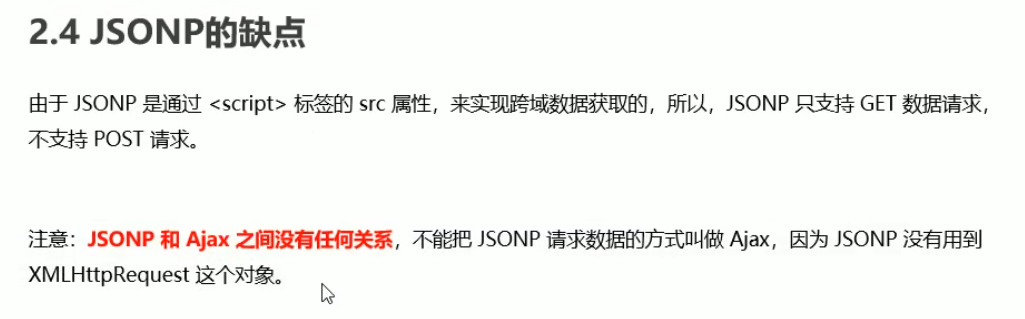 2.4 JSONP的缺点
由于 JSONP 是通过 <script> 标签的 src 属性，来实现跨域数据获取的，所以，JSONP 只支持 GET 数据请求，
不支持 POST 请求。
注意：JSONP 和 Ajax 之间没有任何关系，不能把 JSONP 请求数据的方式叫做 Ajax，因为 JSONP 没有用到
XMLHttpRequest 这个对象。